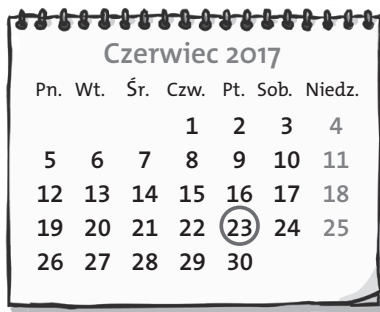 Czerwiec 2017
Pn. Wt. Śr. Czw. Pt. Sob. Niedz.
1 2 3 4
5 6 7 8 9 10 11
12 13 14 15 16 17 18
19 20 21 22 23 24 25
26 27 28 29 30